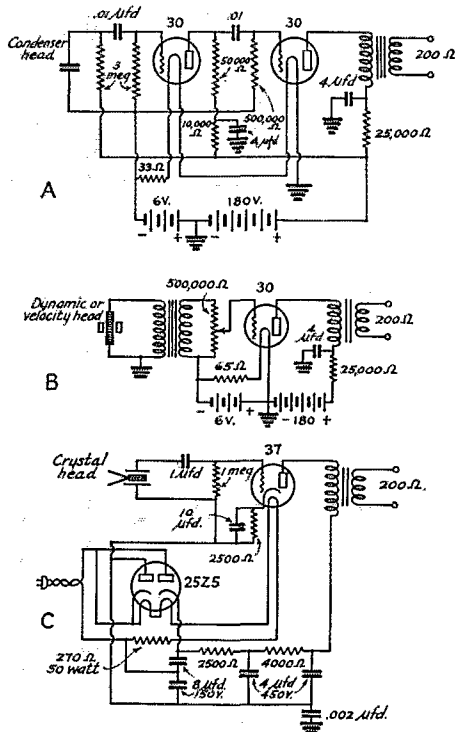 .01 µfd
30
.01
30
Condenser
head
3
meg
50000
Ω
200 Ω
4 µfd
10,000
Ω
500,000
Ω
4 µfd
25,000 Ω
33 Ω
A
6V.
180V.
- + - +
500,000 Ω
30
Dynamic or
velocity head
4
µfd
200 Ω
65 Ω
25,000 Ω
B
- 6V. + -180 +
37
Crystal
head
1 µfd
1 meg
200 Ω.
10
µfd.
2500 Ω
25Z5
C
270 Ω
50 watt
2500 Ω
4000 Ω
8 µfd.
150V.
4 µfd
450V.
.002 µfd.